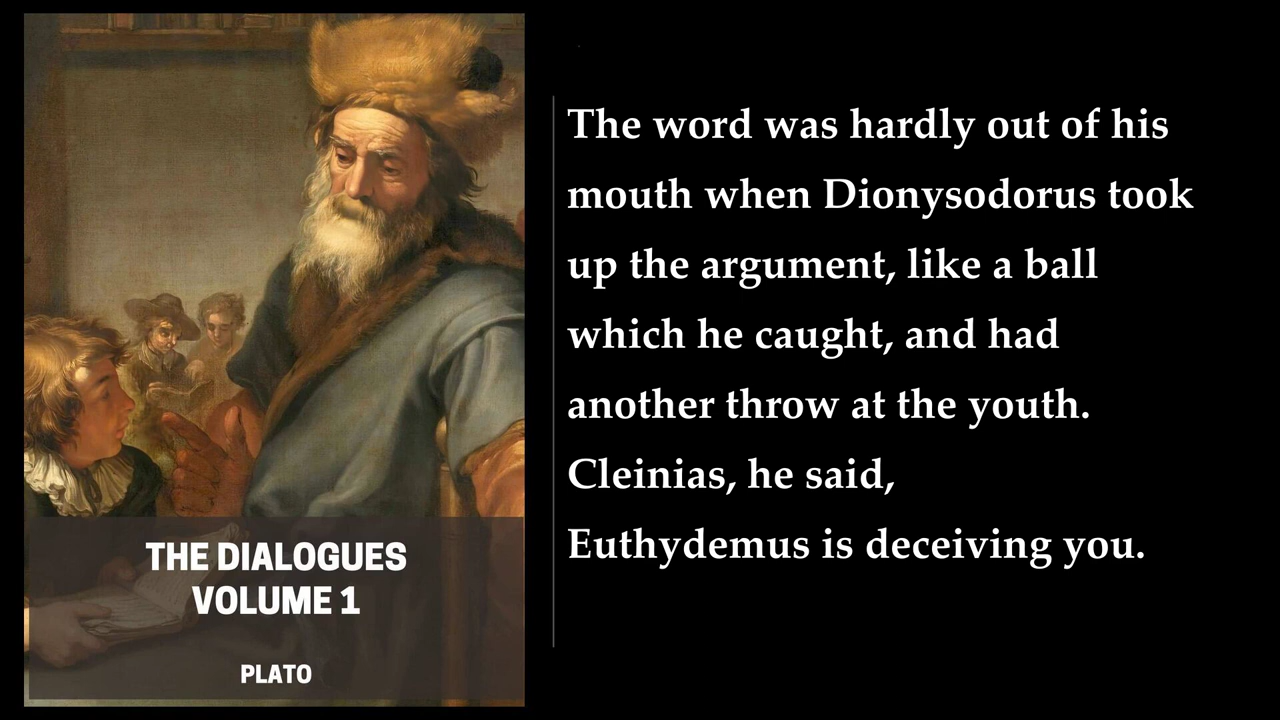 THE DIALOGUES
VOLUME 1
PLATO
The word was hardly out of his
mouth when Dionysodorus took
up the argument, like a ball
which he caught, and had
another throw at the youth.
Cleinias, he said,
Euthydemus is deceiving you.